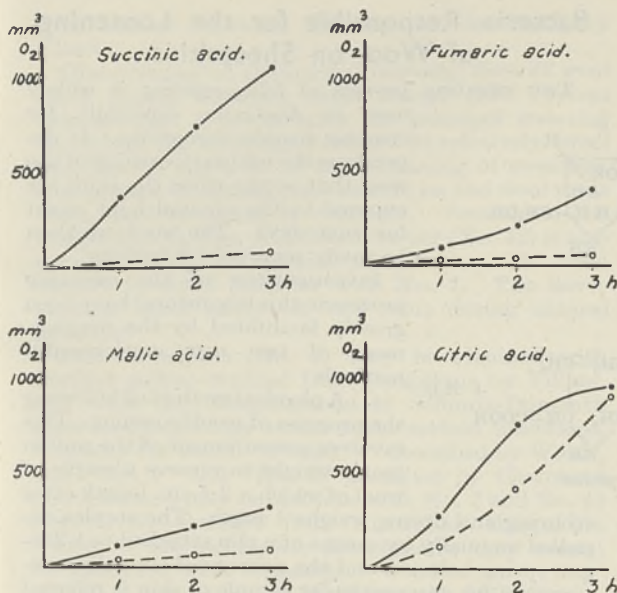 mm³
O₂
1000
500
Succinic acid.
1 2 3 h
mm³
O₂
1000
500
Fumaric acid.
1 2 3 h
mm³
O₂
1000
500
Malic acid.
1 2 3 h
mm³
O₂
1000
500
Citric acid.
1 2 3 h